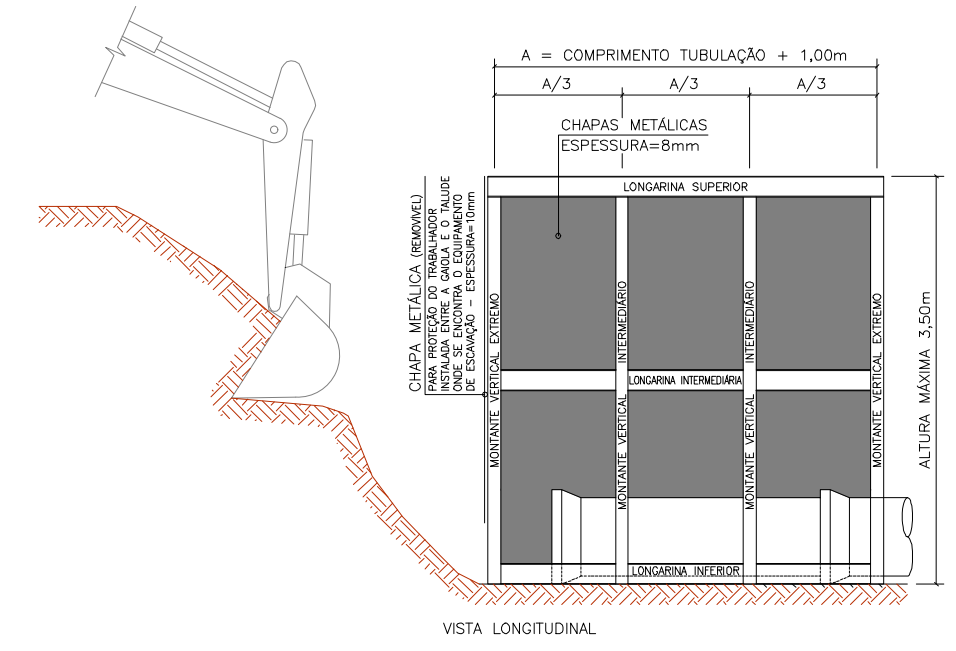 A = COMPRIMENTO TUBULAÇÃO + 1,00m
A/3
A/3
A/3
CHAPAS METÁLICAS
ESPESSURA=8mm
LONGARINA SUPERIOR
CHAPA METÁLICA (REMOVÍVEL)
PARA PROTEÇÃO DO TRABALHADOR
INSTALADA ENTRE A GAIOLA E O TALUDE
ONDE SE ENCONTRA O EQUIPAMENTO
DE ESCAVAÇÃO - ESPESSURA=10mm
MONTANTE VERTICAL EXTREMO
MONTANTE VERTICAL INTERMEDIÁRIO
LONGARINA INTERMEDIÁRIA
MONTANTE VERTICAL INTERMEDIÁRIO
MONTANTE VERTICAL EXTREMO
ALTURA MÁXIMA 3,50m
LONGARINA INFERIOR
VISTA LONGITUDINAL